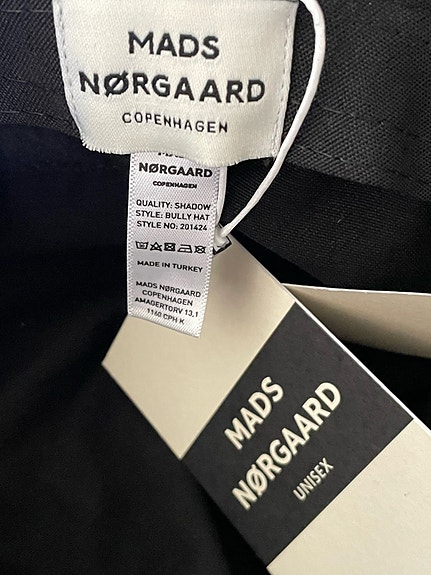 MADS
NØRGAARD
COPENHAGEN
NØRGAARD
COPENHAGEN
QUALITY: SHADOW
STYLE: BULLY HAT
STYLE NO: 201424
MADE IN TURKEY
MADS NØRGAARD
COPENHAGEN
AMAGERTORV 13,1
1160 CPH K
MADS
NØRGAARD
UNISEX